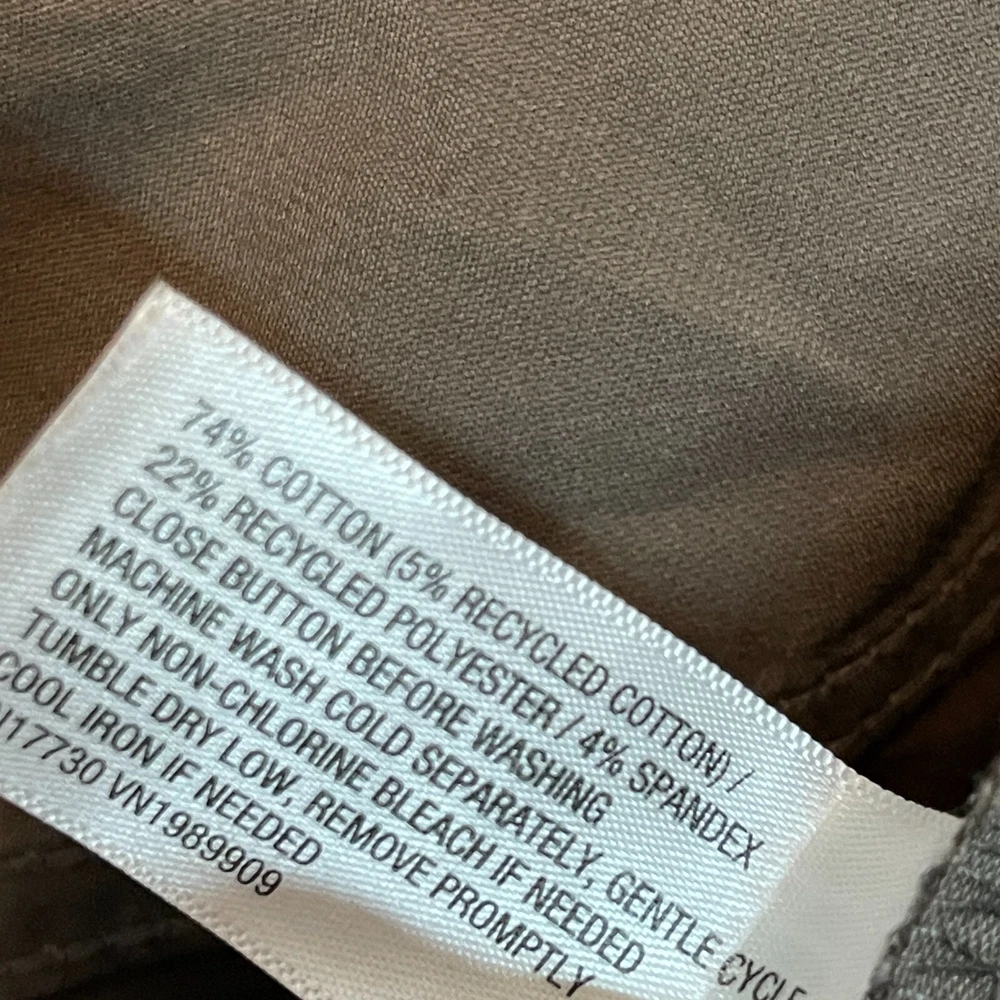 74% COTTON (5% RECYCLED COTTON) /
22% RECYCLED POLYESTER / 4% SPANDEX
CLOSE BUTTON BEFORE WASHING
MACHINE WASH COLD SEPARATELY, GENTLE CYCLE
ONLY NON-CHLORINE BLEACH IF NEEDED
TUMBLE DRY LOW, REMOVE PROMPTLY
COOL IRON IF NEEDED
17730 VN1989909